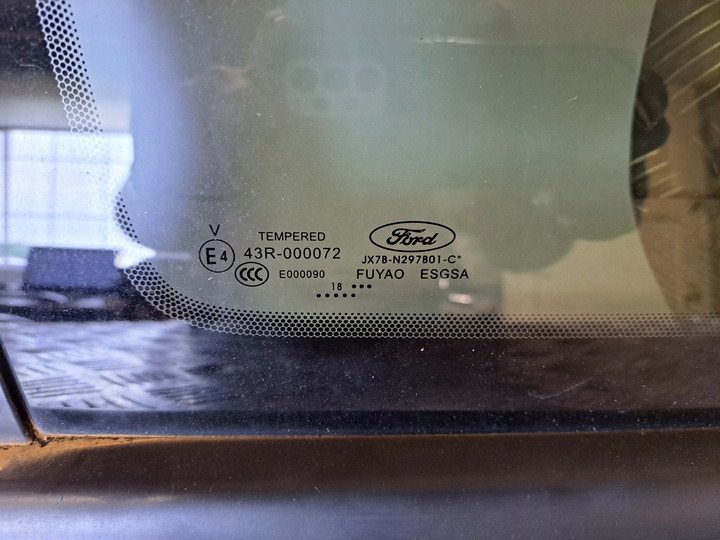 V
E4
TEMPERED
43R-000072
CCC
E000090
Ford
JX7B-N297B01-C*
FUYAO ESGSA
18